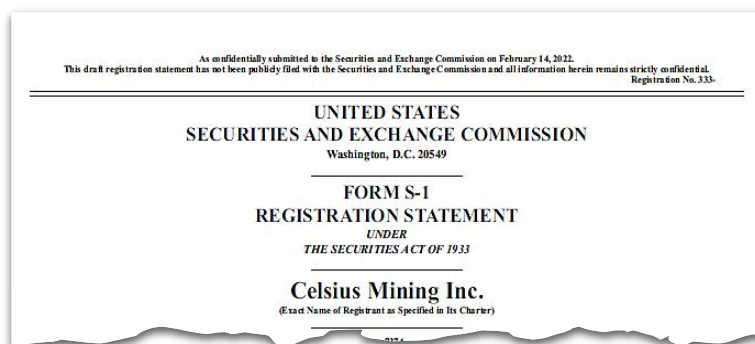 As confidentially submitted to the Securities and Exchange Commission on February 14, 2022.
This draft registration statement has not been publicly filed with the Securities and Exchange Commission and all information herein remains strictly confidential.
Registration No. 333-
UNITED STATES
SECURITIES AND EXCHANGE COMMISSION
Washington, D.C. 20549
FORM S-1
REGISTRATION STATEMENT
UNDER
THE SECURITIES ACT OF 1933
Celsius Mining Inc.
(Exact Name of Registrant as Specified in Its Charter)